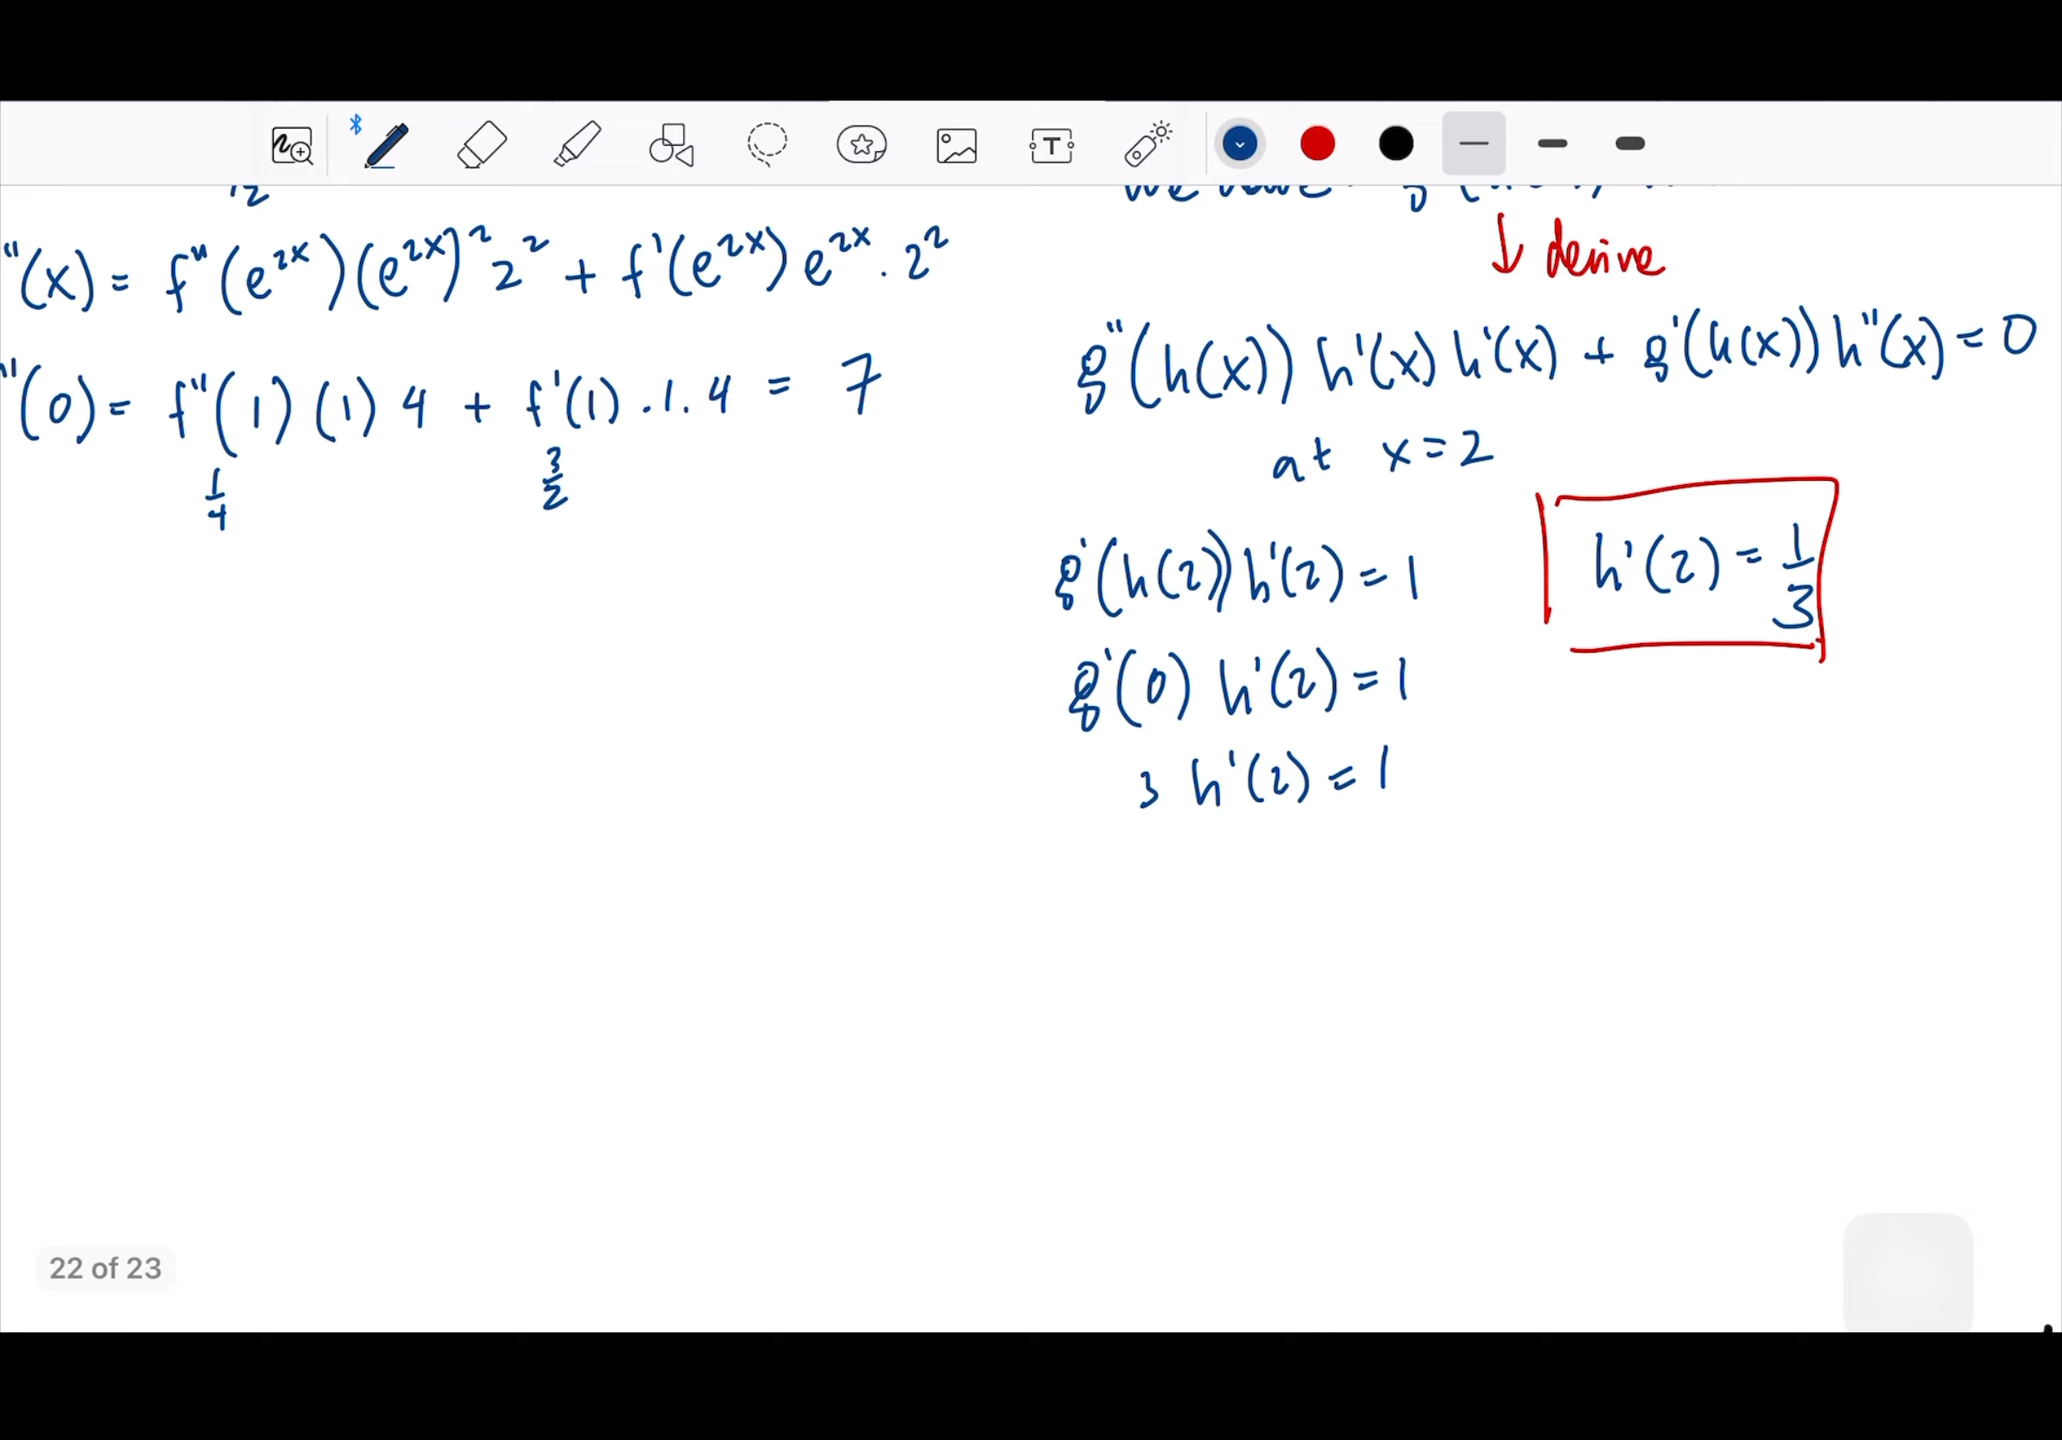 "(x) = f"(e^2x)(e^2x)^2 2^2 + f'(e^2x) e^2x . 2^2
"(0) = f"(1)(1) 4 + f'(1) . 1 . 4 = 7
1/4
3/2
↓ derive
g"(h(x)) h'(x) h'(x) + g'(h(x)) h"(x) = 0
at x = 2
g'(h(2)) h'(2) = 1
h'(2) = 1/3
g'(0) h'(2) = 1
3 h'(2) = 1
22 of 23